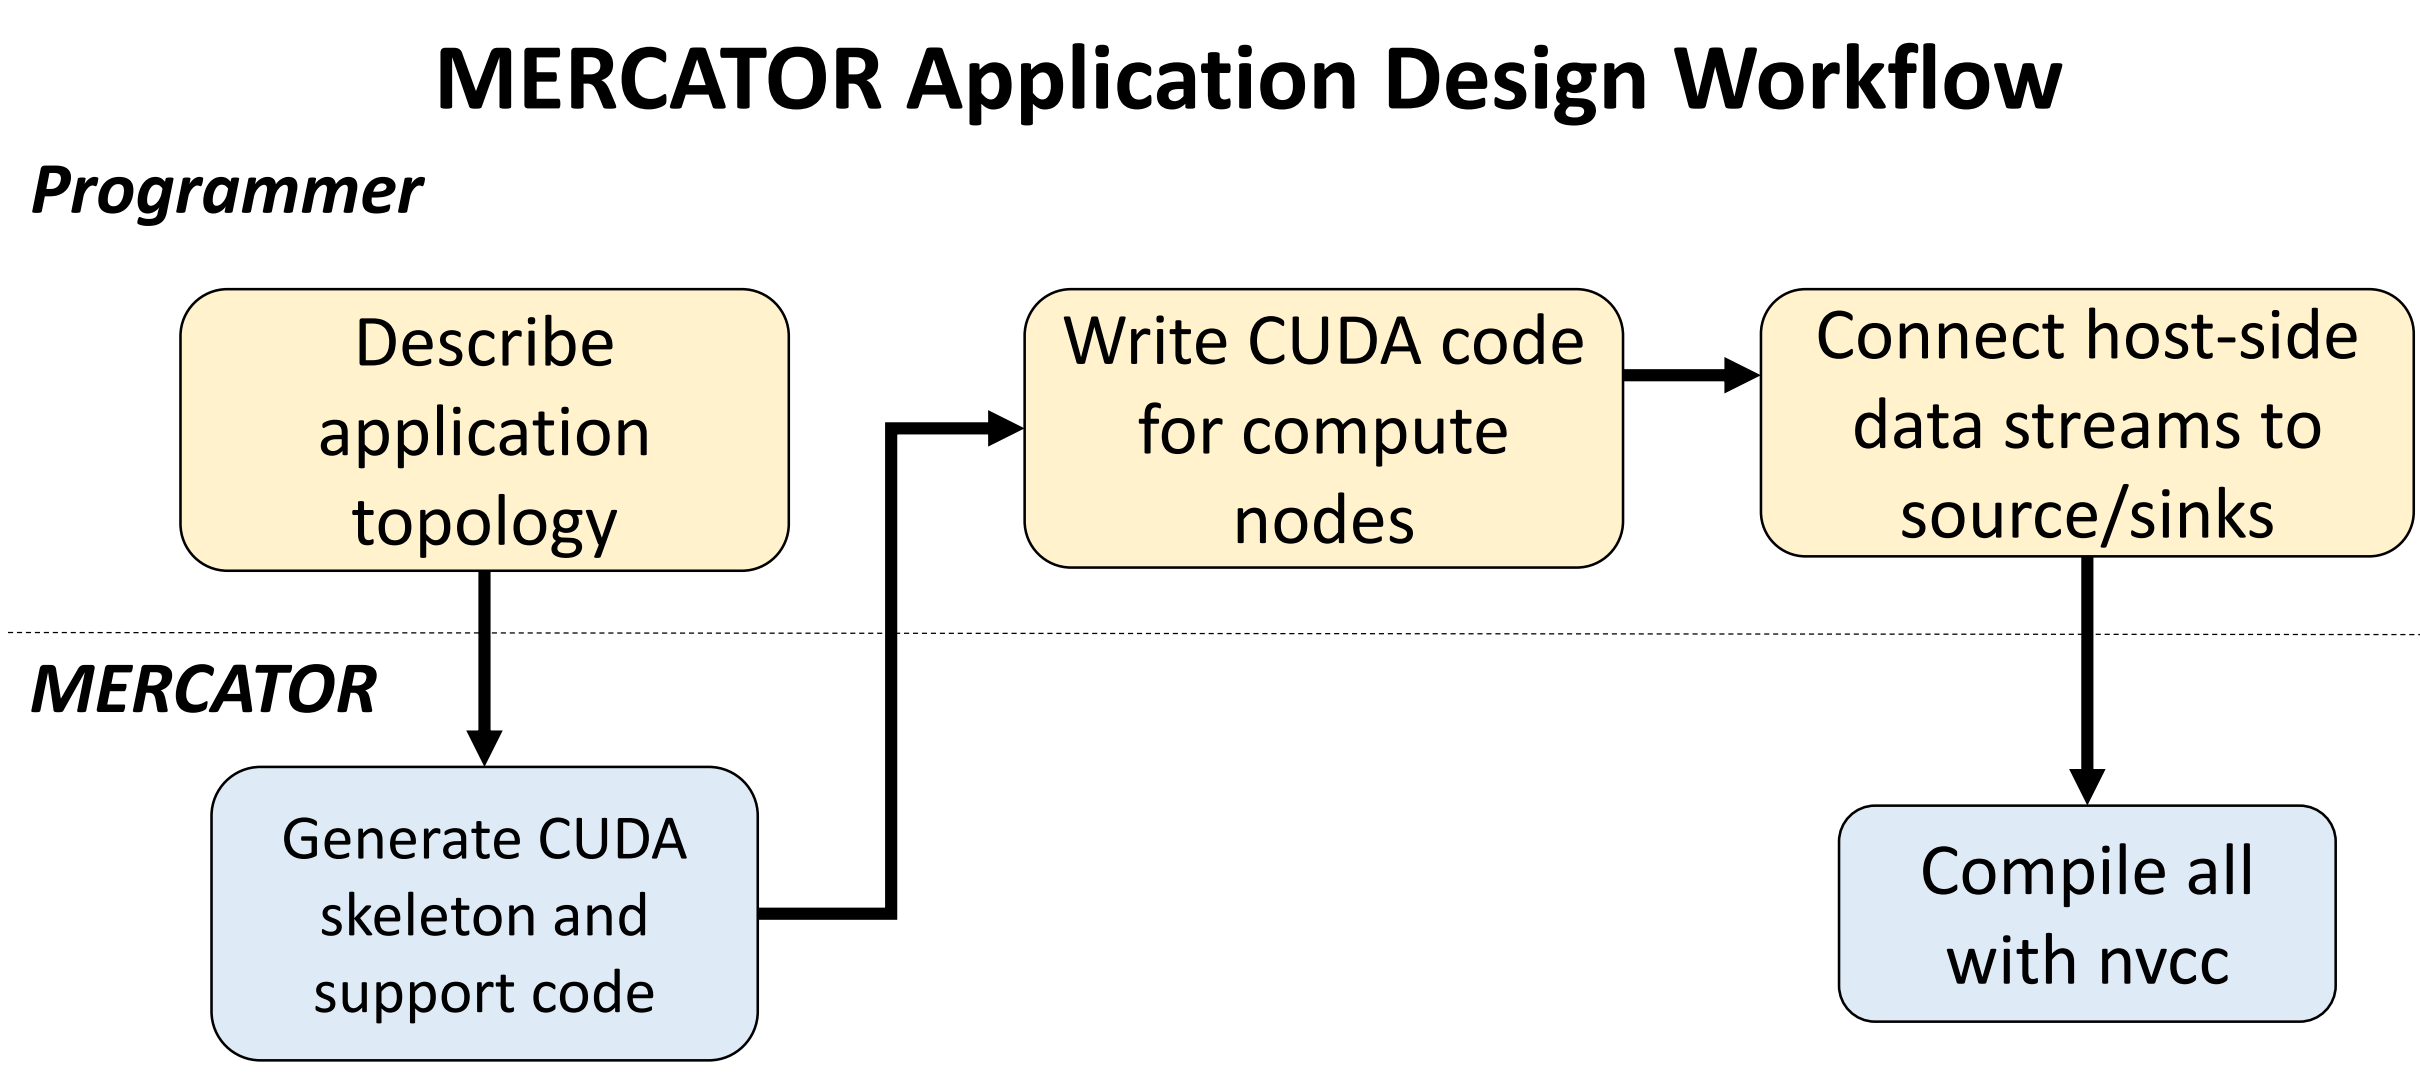 MERCATOR Application Design Workflow
Programmer
Describe
application
topology
Write CUDA code
for compute
nodes
Connect host-side
data streams to
source/sinks
MERCATOR
Generate CUDA
skeleton and
support code
Compile all
with nvcc